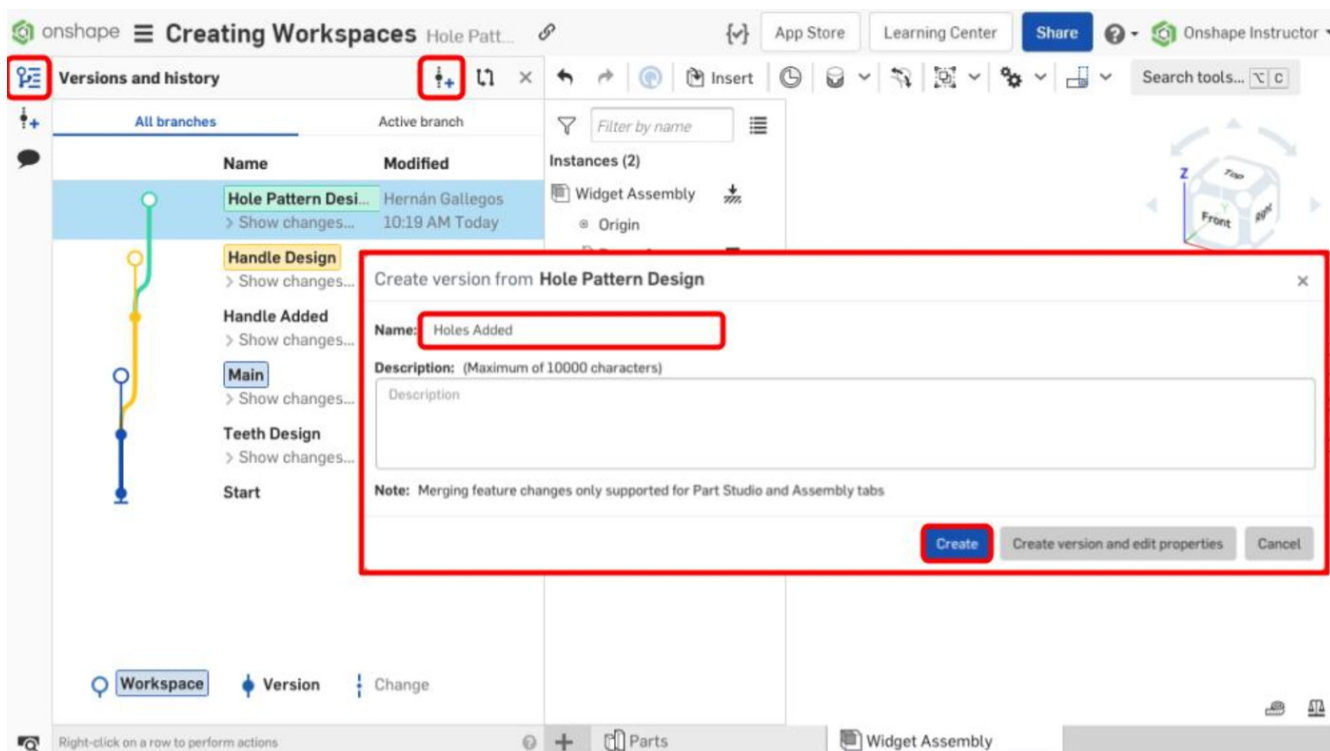 onshape Creating Workspaces Hole Patt... App Store Learning Center Share Onshape Instructor
Versions and history Insert Search tools... ⌥ C
All branches Active branch Filter by name
Name Modified Instances (2)
Hole Pattern Desi... Hernán Gallegos Widget Assembly
> Show changes... 10:19 AM Today Origin
Handle Design
> Show changes... Create version from Hole Pattern Design
Handle Added
> Show changes... Name: Holes Added
Main Description: (Maximum of 10000 characters)
> Show changes... Description
Teeth Design
> Show changes...
Start Note: Merging feature changes only supported for Part Studio and Assembly tabs
Create Create version and edit properties Cancel
Z Top
Front Right
Workspace Version Change
Right-click on a row to perform actions Parts Widget Assembly